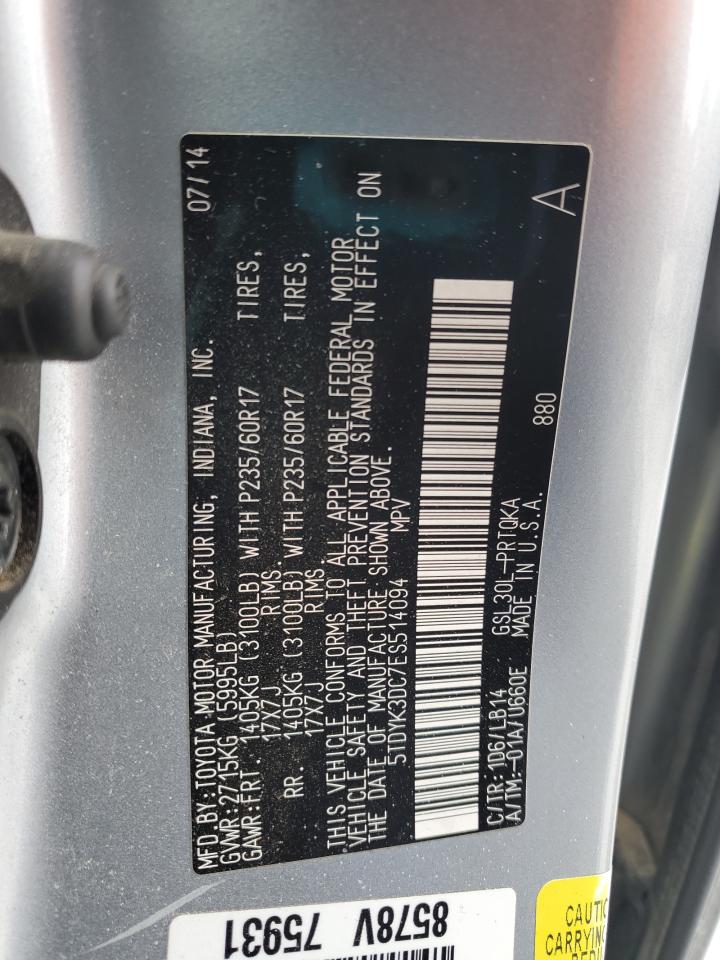 MFD BY:TOYOTA MOTOR MANUFACTURING, INDIANA, INC. 07/14
GVWR:2715KG (5995LB)
GAWR:FRT. 1405KG (3100LB) WITH P235/60R17 TIRES,
17X7J RIMS
RR. 1405KG (3100LB) WITH P235/60R17 TIRES,
17X7J RIMS
THIS VEHICLE CONFORMS TO ALL APPLICABLE FEDERAL MOTOR
VEHICLE SAFETY AND THEFT PREVENTION STANDARDS IN EFFECT ON
THE DATE OF MANUFACTURE SHOWN ABOVE.
5TDYK3DC7ES514094 MPV
A
C/TR:1D6/LB14 GSL30L-PRTQKA 880
A/TM:-01A/U660E MADE IN U.S.A.
8578V 75931
CAUTI
CARRYING